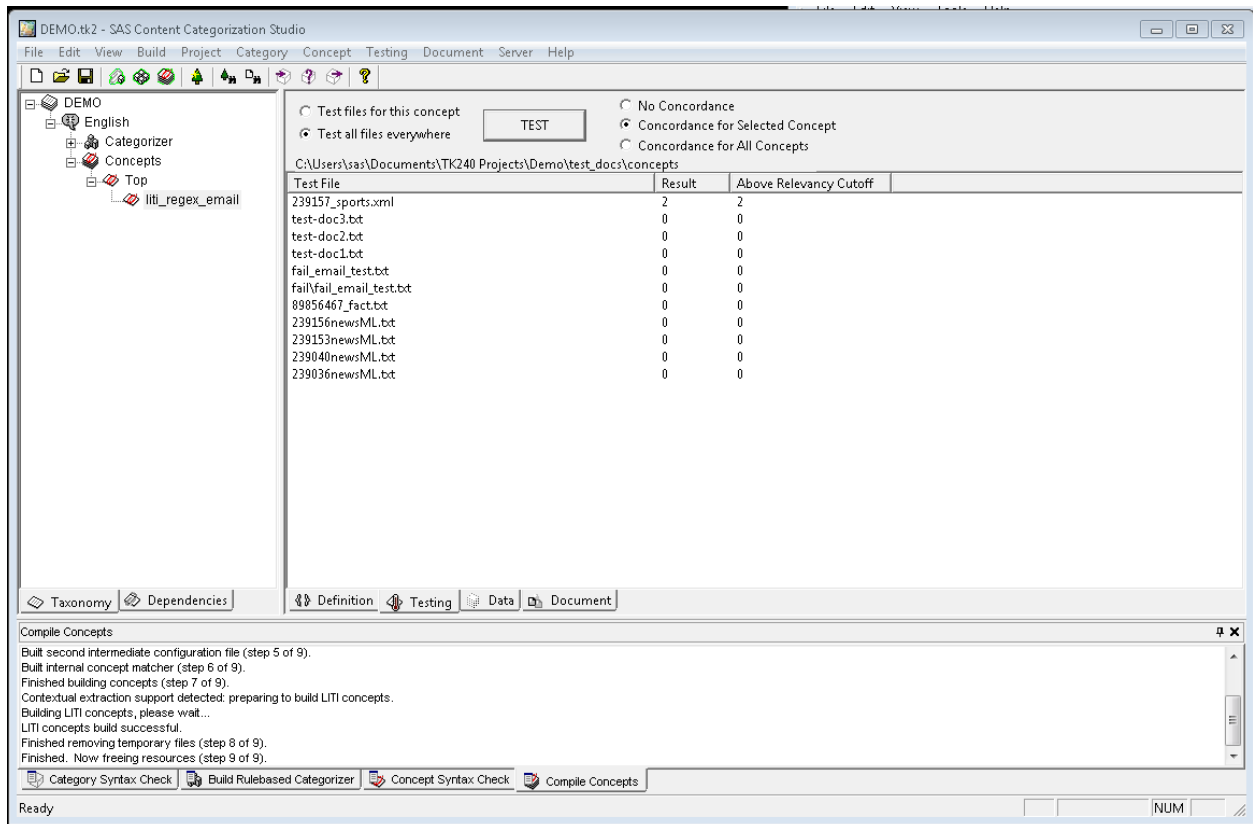 File Edit View Tools Help
DEMO.tk2 - SAS Content Categorization Studio
File Edit View Build Project Category Concept Testing Document Server Help
DEMO
English
Categorizer
Concepts
Top
liti_regex_email
Taxonomy Dependencies
Test files for this concept
Test all files everywhere
TEST
No Concordance
Concordance for Selected Concept
Concordance for All Concepts
C:\Users\sas\Documents\TK240 Projects\Demo\test_docs\concepts
Test File Result Above Relevancy Cutoff
239157_sports.xml 2 2
test-doc3.txt 0 0
test-doc2.txt 0 0
test-doc1.txt 0 0
fail_email_test.txt 0 0
fail\fail_email_test.txt 0 0
89856467_fact.txt 0 0
239156newsML.txt 0 0
239153newsML.txt 0 0
239040newsML.txt 0 0
239036newsML.txt 0 0
Definition Testing Data Document
Compile Concepts
Built second intermediate configuration file (step 5 of 9).
Built internal concept matcher (step 6 of 9).
Finished building concepts (step 7 of 9).
Contextual extraction support detected: preparing to build LITI concepts.
Building LITI concepts, please wait...
LITI concepts build successful.
Finished removing temporary files (step 8 of 9).
Finished. Now freeing resources (step 9 of 9).
Category Syntax Check Build Rulebased Categorizer Concept Syntax Check Compile Concepts
Ready NUM